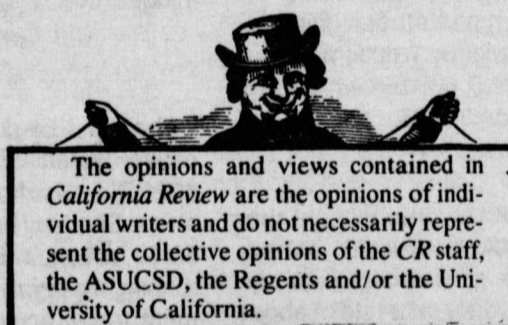 The opinions and views contained in
California Review are the opinions of indi-
vidual writers and do not necessarily repre-
sent the collective opinions of the CR staff,
the ASUCSD, the Regents and/or the Uni-
versity of California.